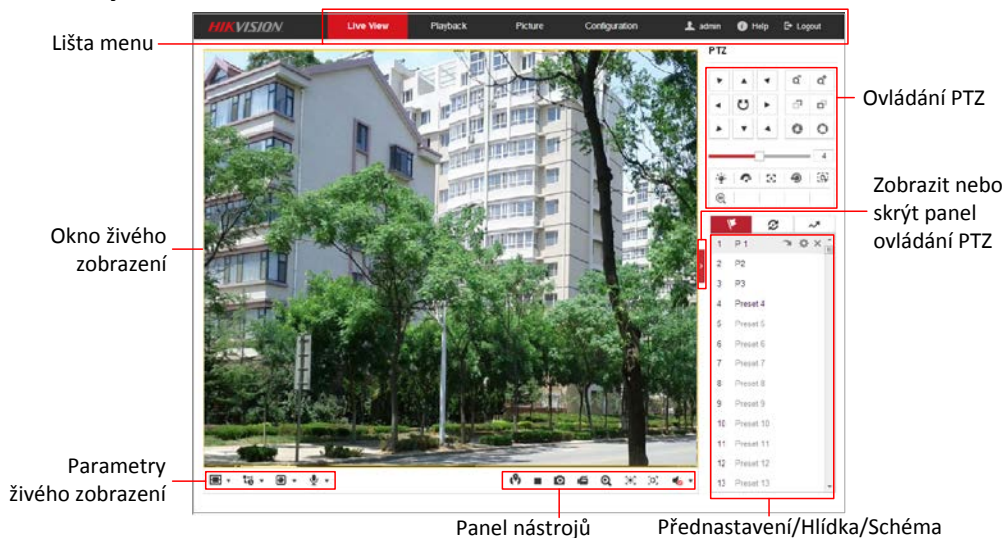 HIKVISION
Live View
Playback
Picture
Configuration
admin
Help
Logout
Lišta menu
PTZ
Ovládání PTZ
4
Zobrazit nebo
skrýt panel
ovládání PTZ
Okno živého
zobrazení
1 P 1
2 P2
3 P3
4 Preset 4
5 Preset 5
6 Preset 6
7 Preset 7
8 Preset 8
9 Preset 9
10 Preset 10
11 Preset 11
12 Preset 12
13 Preset 13
Parametry
živého zobrazení
Panel nástrojů
Přednastavení/Hlídka/Schéma